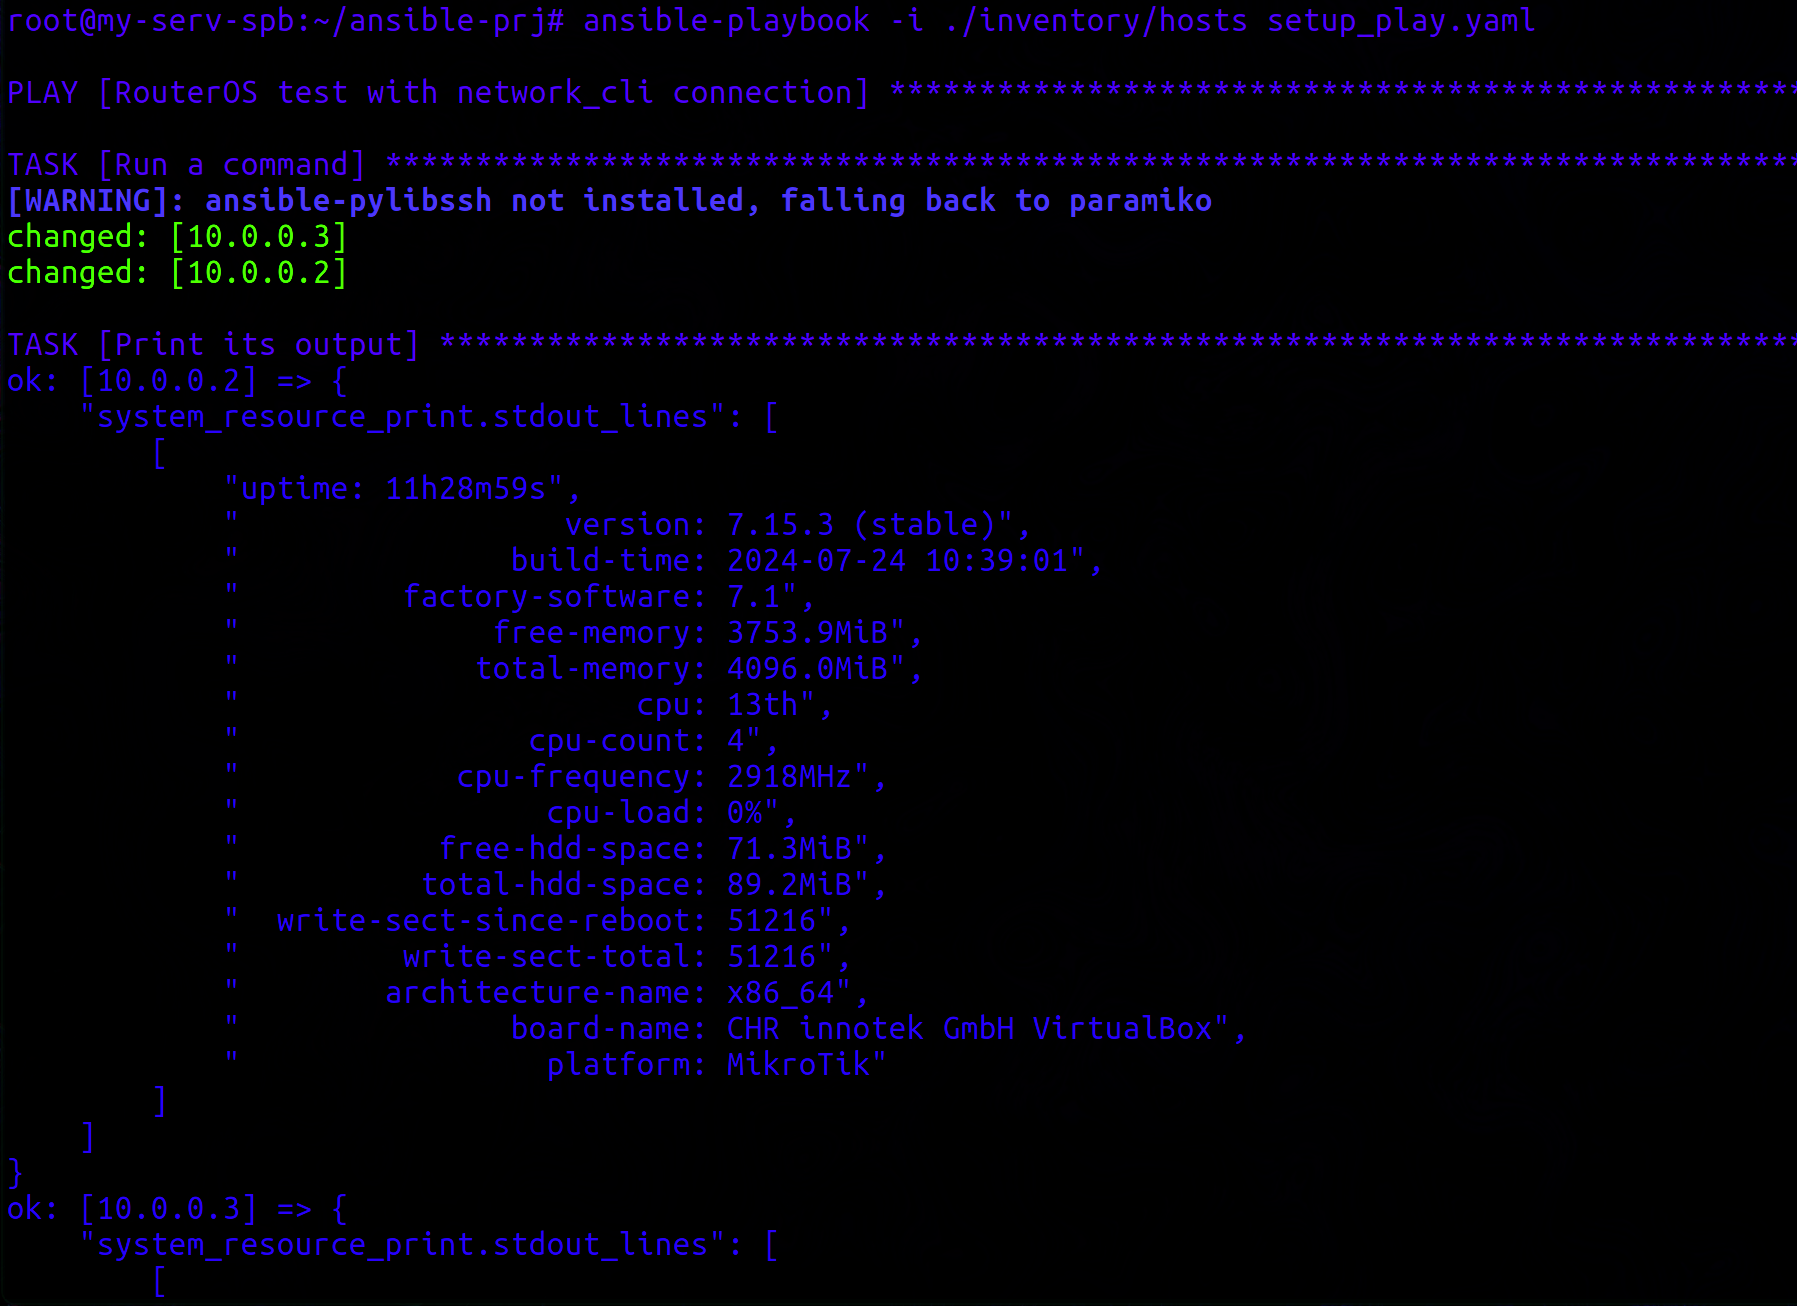 root@my-serv-spb:~/ansible-prj# ansible-playbook -i ./inventory/hosts setup_play.yaml

PLAY [RouterOS test with network_cli connection] ***************************************************

TASK [Run a command] *******************************************************************************
[WARNING]: ansible-pylibssh not installed, falling back to paramiko
changed: [10.0.0.3]
changed: [10.0.0.2]

TASK [Print its output] ****************************************************************************
ok: [10.0.0.2] => {
    "system_resource_print.stdout_lines": [
        [
            "uptime: 11h28m59s",
            "                  version: 7.15.3 (stable)",
            "               build-time: 2024-07-24 10:39:01",
            "         factory-software: 7.1",
            "              free-memory: 3753.9MiB",
            "             total-memory: 4096.0MiB",
            "                      cpu: 13th",
            "                cpu-count: 4",
            "            cpu-frequency: 2918MHz",
            "                 cpu-load: 0%",
            "           free-hdd-space: 71.3MiB",
            "          total-hdd-space: 89.2MiB",
            "  write-sect-since-reboot: 51216",
            "         write-sect-total: 51216",
            "        architecture-name: x86_64",
            "               board-name: CHR innotek GmbH VirtualBox",
            "                 platform: MikroTik"
        ]
    ]
}
ok: [10.0.0.3] => {
    "system_resource_print.stdout_lines": [
        [